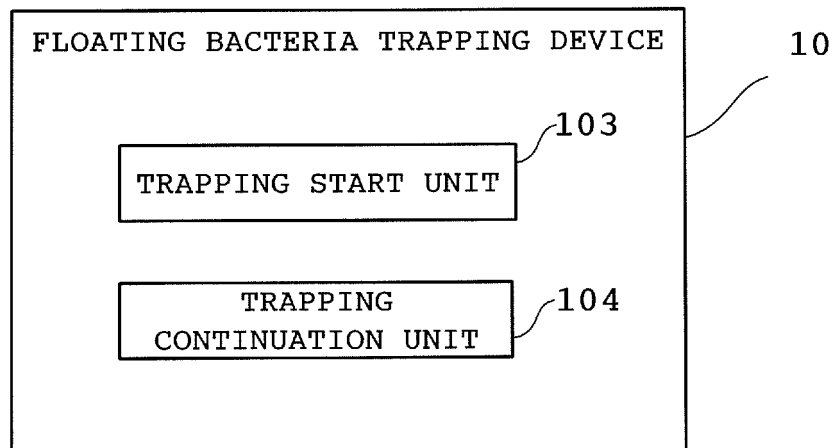 FLOATING BACTERIA TRAPPING DEVICE
10
103
TRAPPING START UNIT
104
TRAPPING
CONTINUATION UNIT